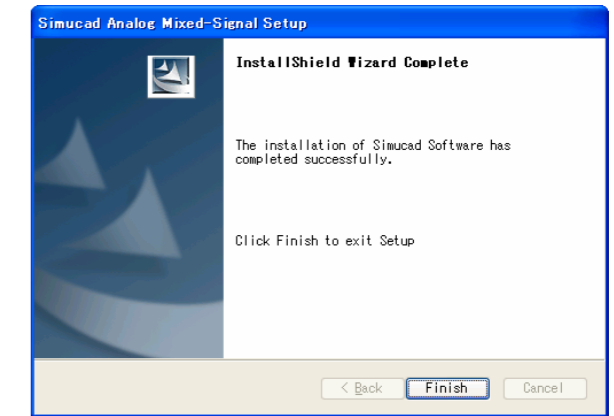 Simucad Analog Mixed-Signal Setup
InstallShield Wizard Complete
The installation of Simucad Software has
completed successfully.
Click Finish to exit Setup
< Back Finish Cancel